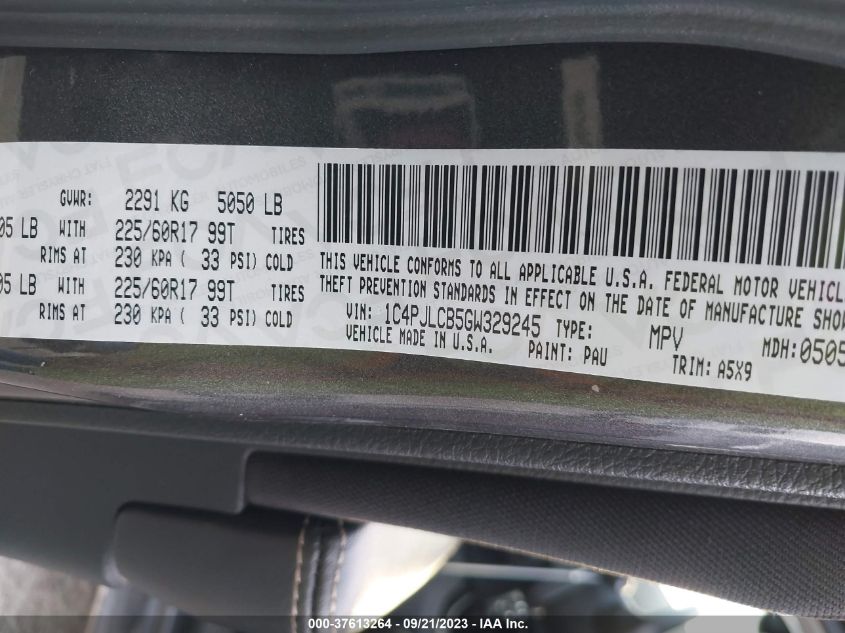 GVWR: 2291 KG 5050 LB
05 LB WITH 225/60R17 99T TIRES
RIMS AT 230 KPA ( 33 PSI) COLD
05 LB WITH 225/60R17 99T TIRES
RIMS AT 230 KPA ( 33 PSI) COLD
THIS VEHICLE CONFORMS TO ALL APPLICABLE U.S.A. FEDERAL MOTOR VEHICL
THEFT PREVENTION STANDARDS IN EFFECT ON THE DATE OF MANUFACTURE SHOW
VIN: 1C4PJLCB5GW329245 TYPE: MPV MDH: 0505
VEHICLE MADE IN U.S.A. PAINT: PAU TRIM: A5X9
000-37613264 - 09/21/2023 - IAA Inc.